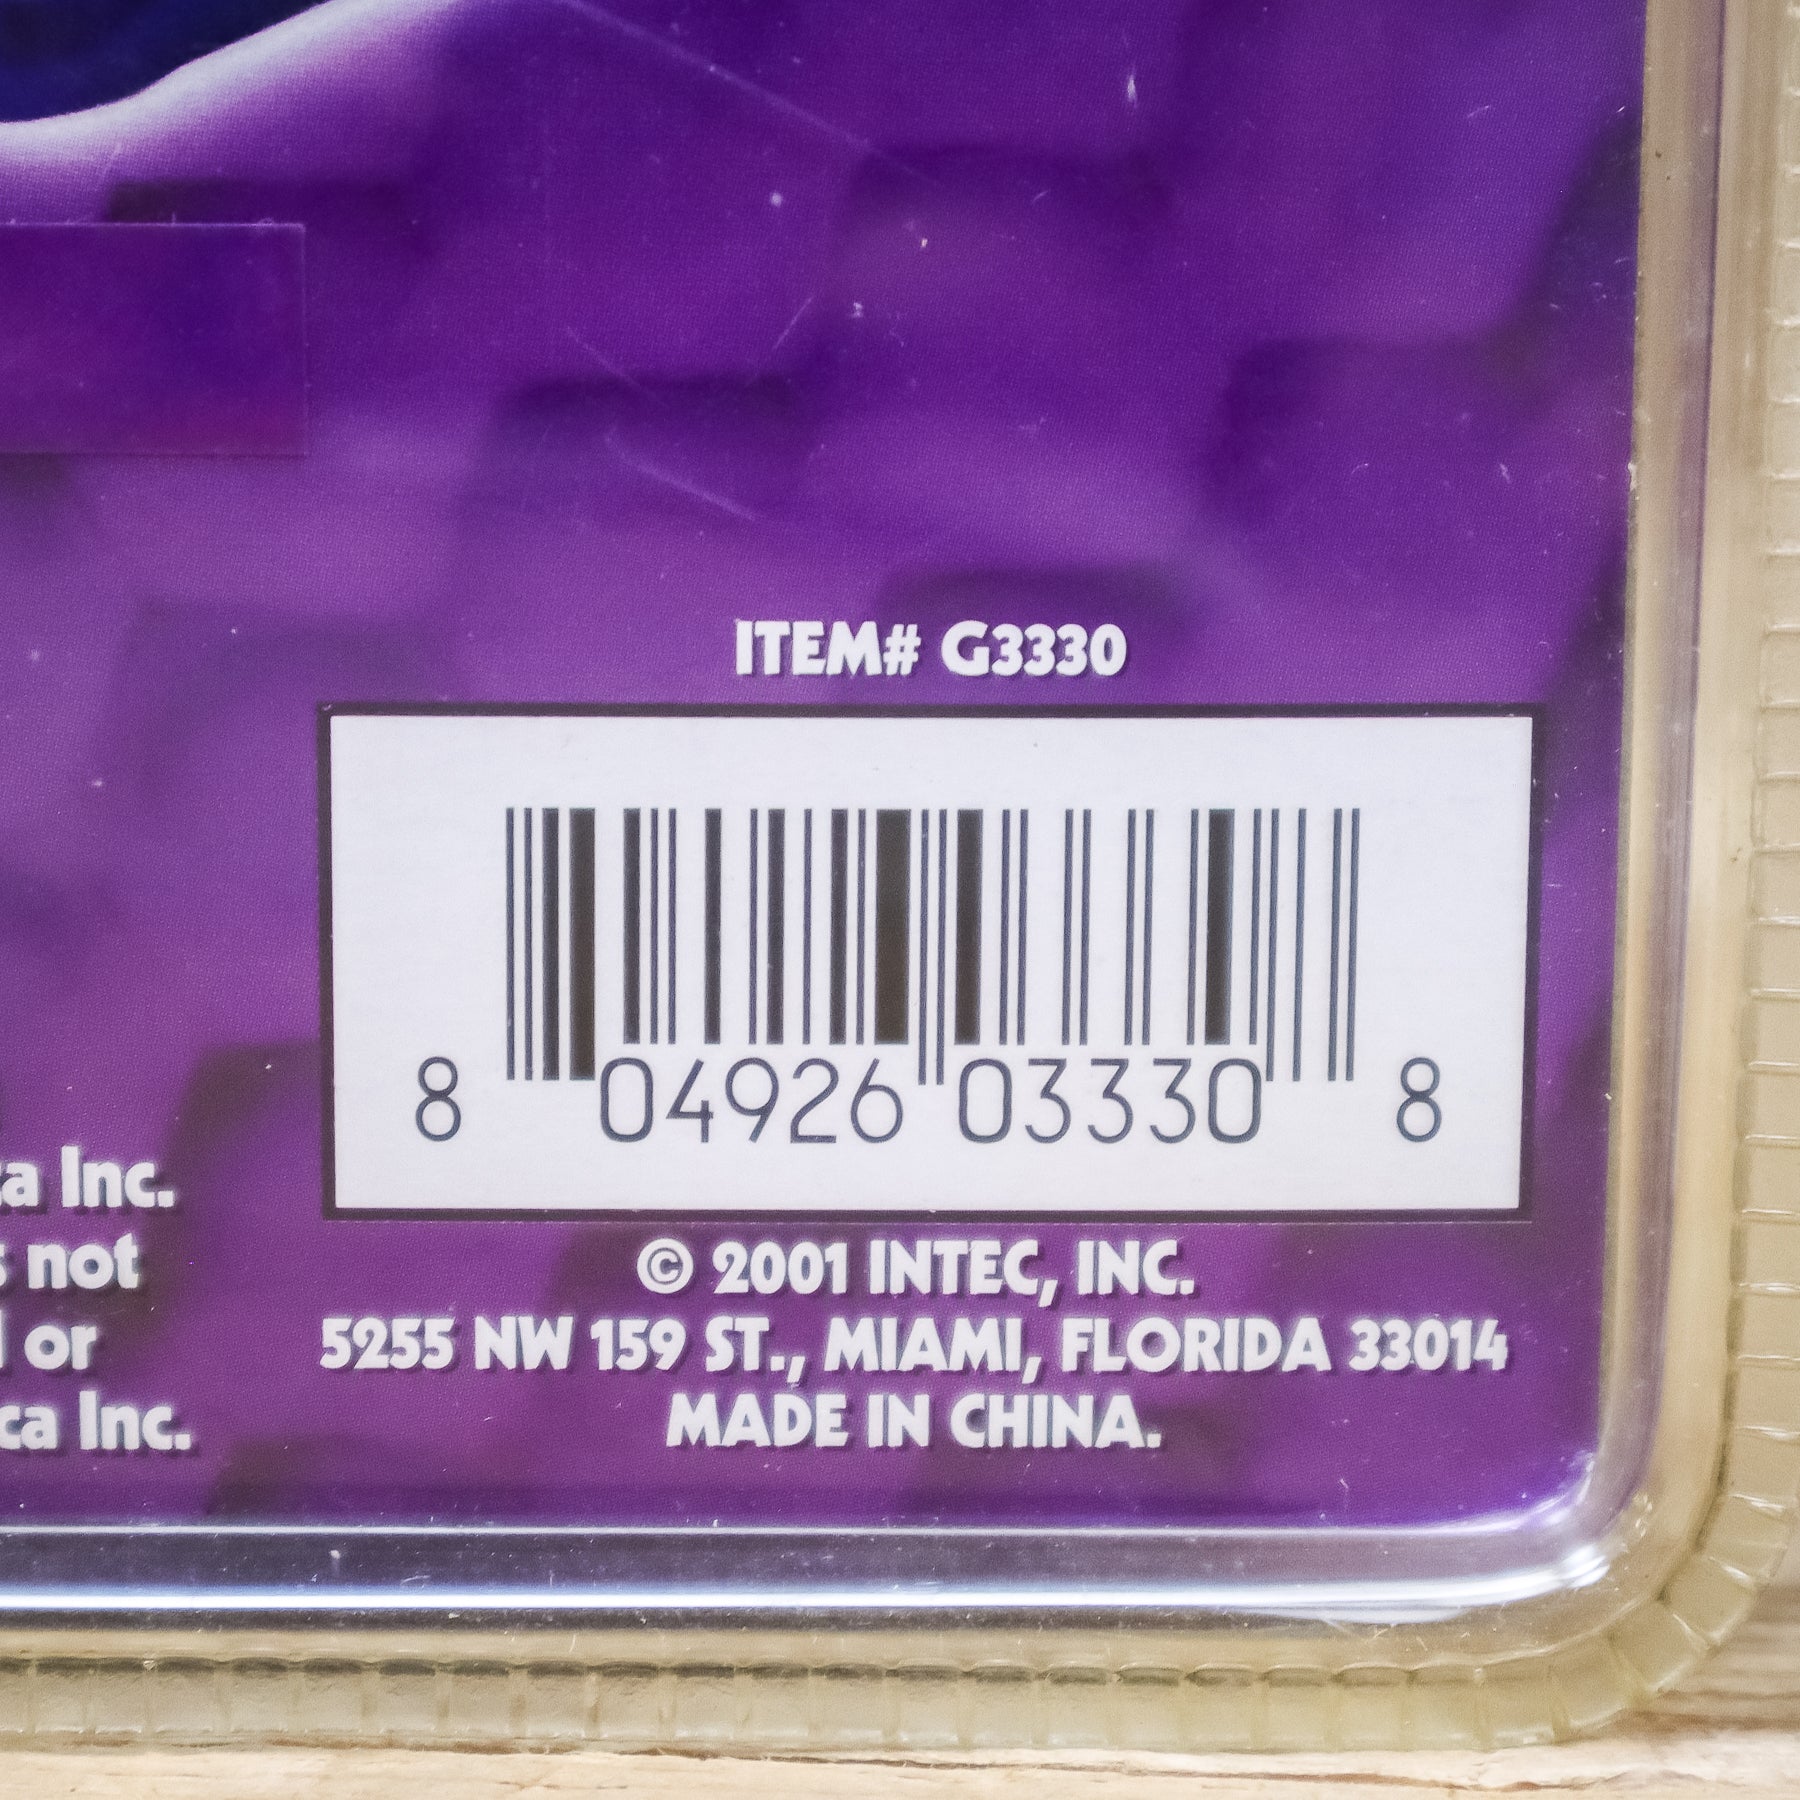 ITEM# G3330
8 04926 03330 8
Inc.
not
or
Inc.
© 2001 INTEC, INC.
5255 NW 159 ST., MIAMI, FLORIDA 33014
MADE IN CHINA.